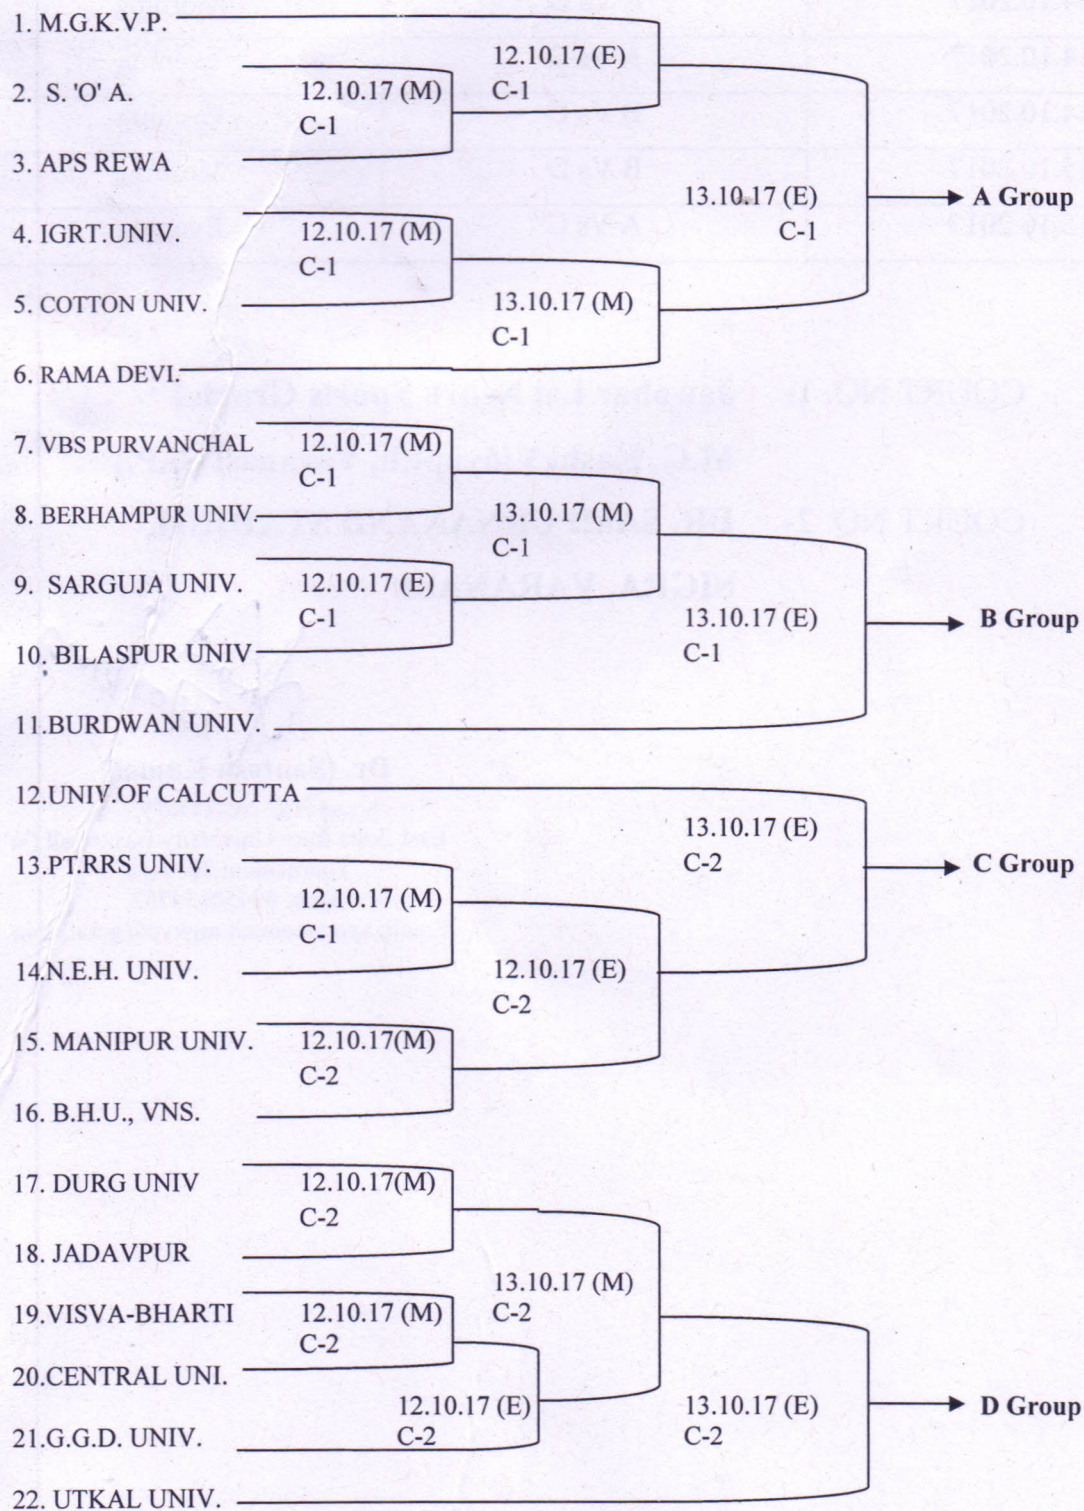 1. M.G.K.V.P.
12.10.17 (E)
C-1
2. S. 'O' A.
12.10.17 (M)
C-1
3. APS REWA
13.10.17 (E)
C-1
A Group
4. IGRT.UNIV.
12.10.17 (M)
C-1
5. COTTON UNIV.
13.10.17 (M)
C-1
6. RAMA DEVI.
7. VBS PURVANCHAL
12.10.17 (M)
C-1
8. BERHAMPUR UNIV.
13.10.17 (M)
C-1
9. SARGUJA UNIV.
12.10.17 (E)
C-1
13.10.17 (E)
C-1
B Group
10. BILASPUR UNIV.
11.BURDWAN UNIV.
12.UNIV.OF CALCUTTA
13.10.17 (E)
C-2
C Group
13.PT.RRS UNIV.
12.10.17 (M)
C-1
14.N.E.H. UNIV.
12.10.17 (E)
C-2
15. MANIPUR UNIV.
12.10.17(M)
C-2
16. B.H.U., VNS.
17. DURG UNIV
12.10.17(M)
C-2
18. JADAVPUR
13.10.17 (M)
C-2
19.VISVA-BHARTI
12.10.17 (M)
C-2
20.CENTRAL UNI.
12.10.17 (E)
C-2
13.10.17 (E)
C-2
D Group
21.G.G.D. UNIV.
22. UTKAL UNIV.